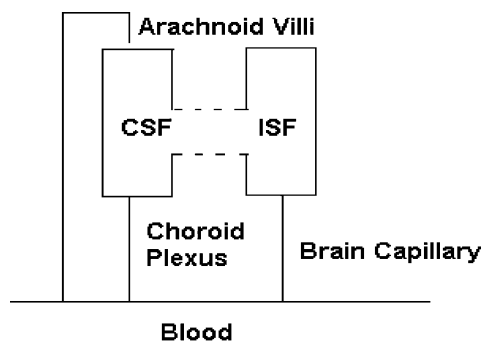 Arachnoid Villi
CSF
ISF
Choroid
Plexus
Brain Capillary
Blood